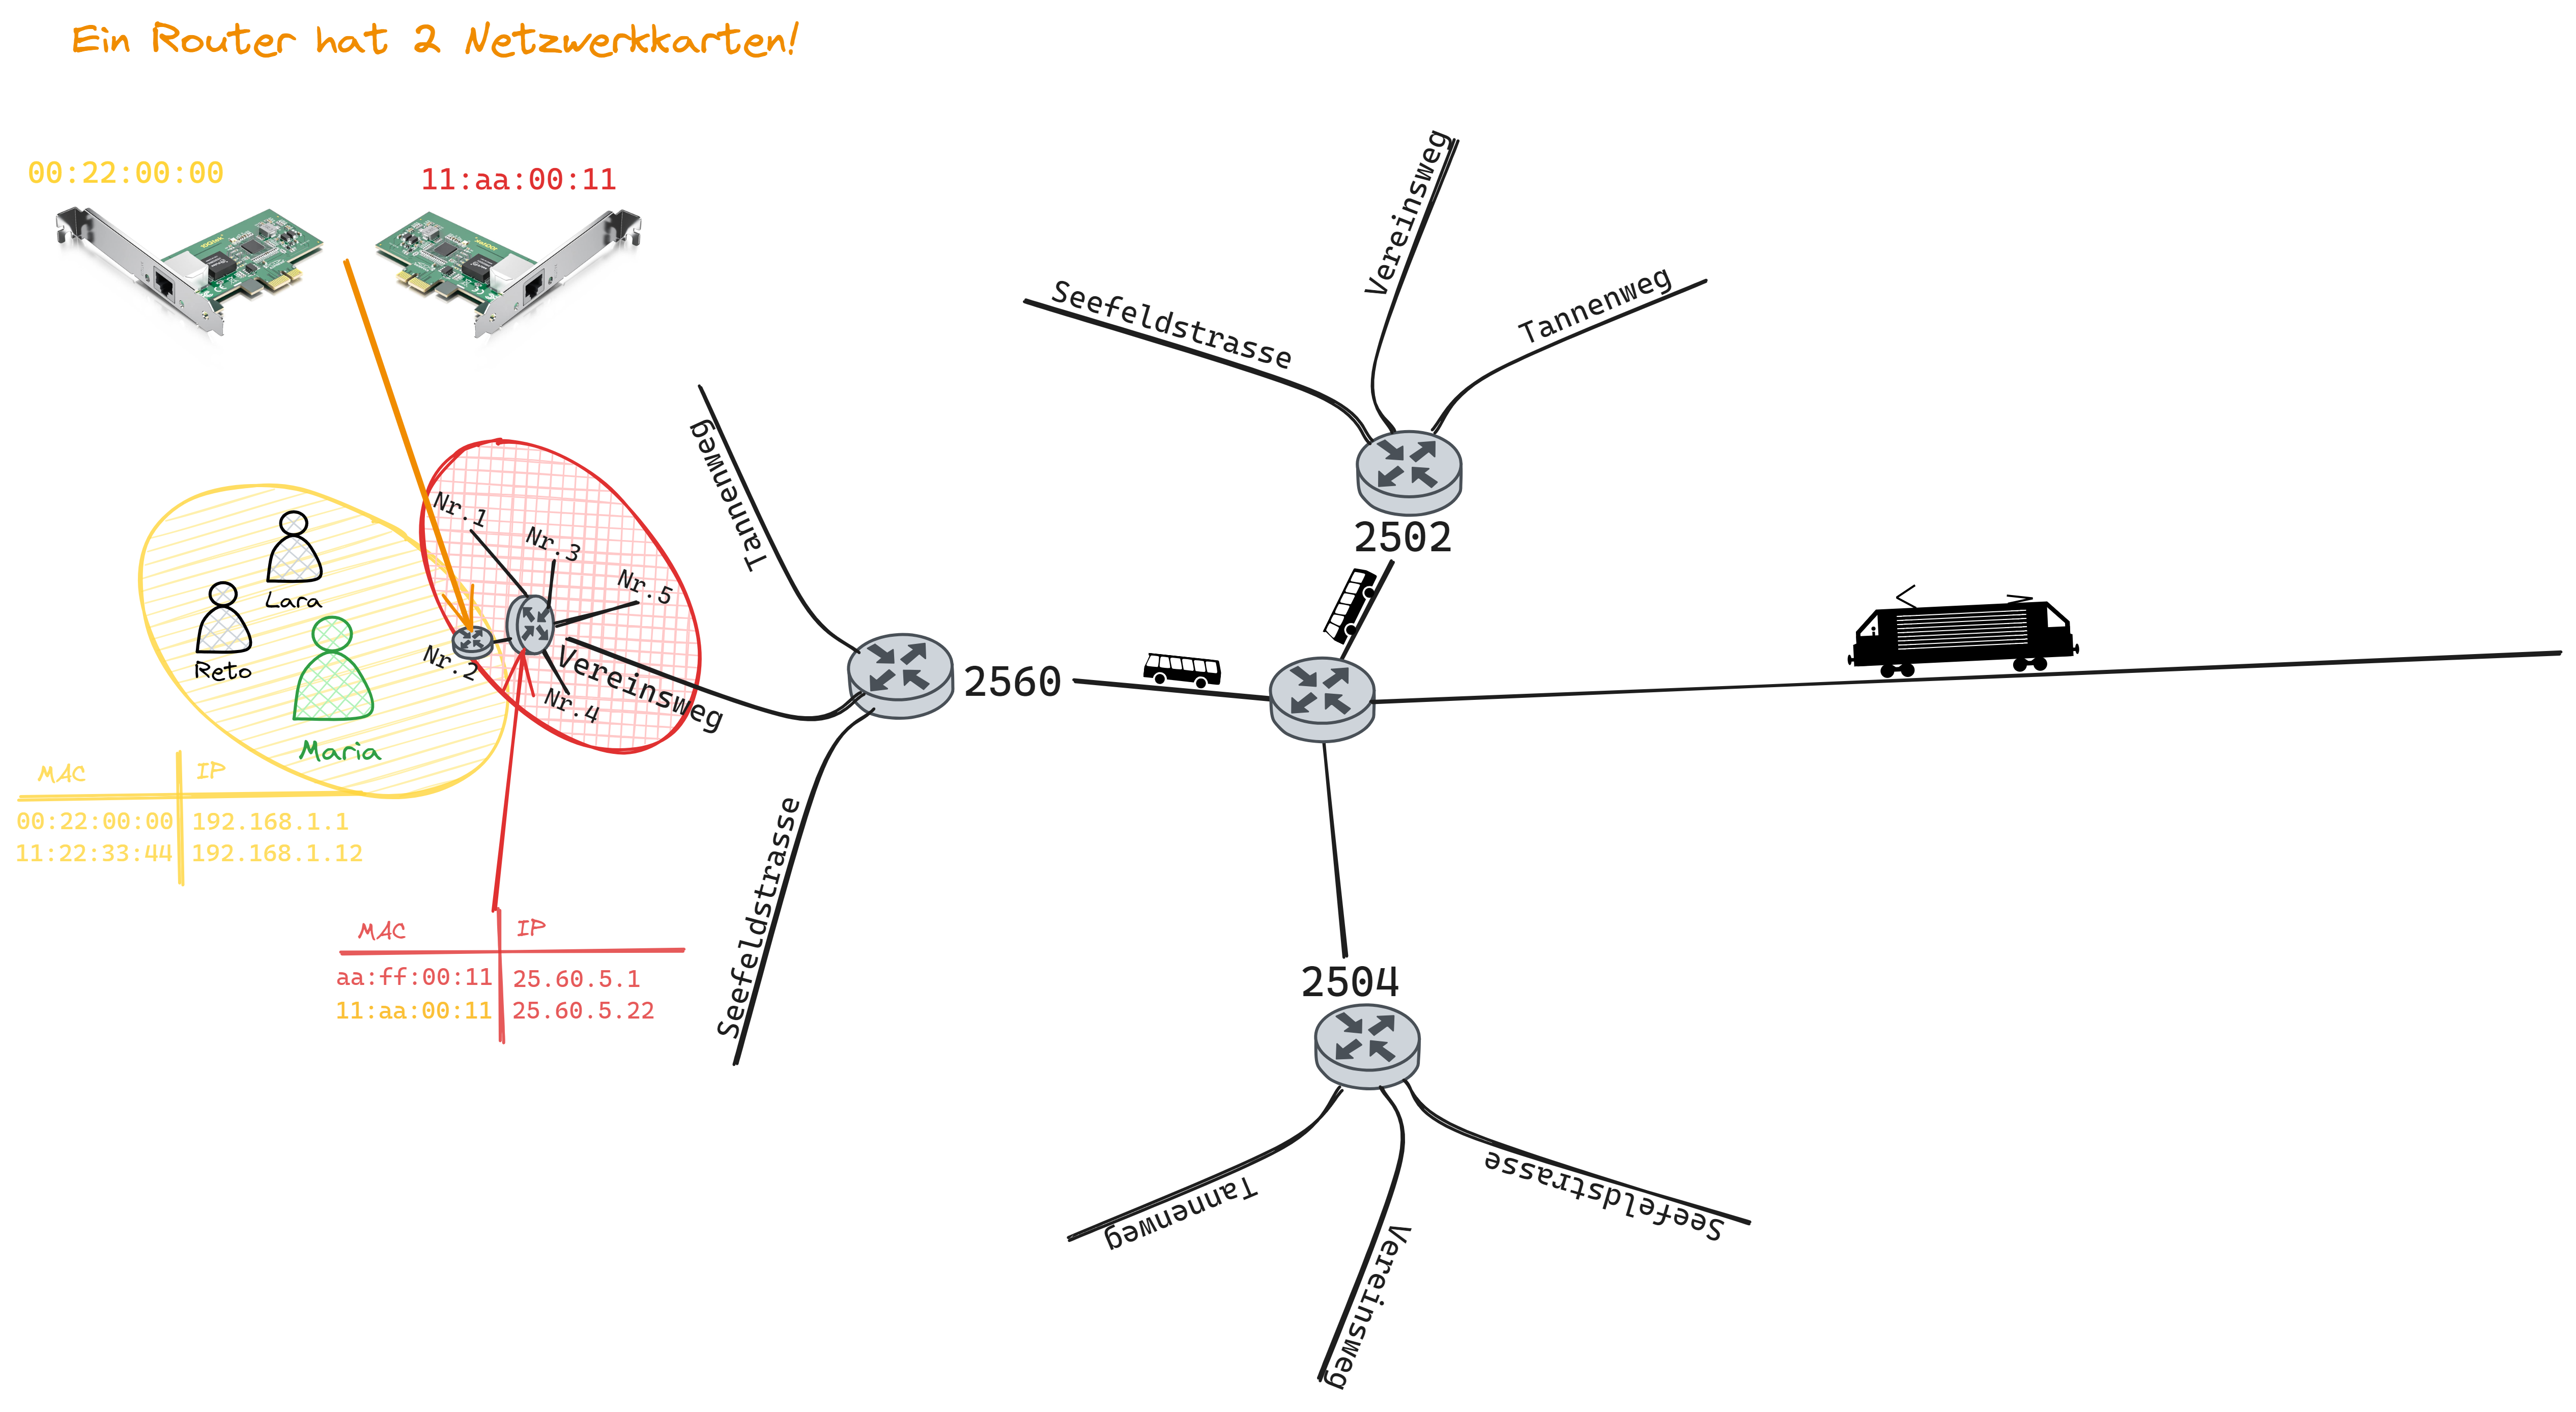 Ein Router hat 2 Netzwerkkarten!
00:22:00:00
11:aa:00:11
Vereinsweg
Seefeldstrasse
Tannenweg
2502
Tannenweg
Nr.1
Nr.3
Nr.5
Nr.2
Nr.4
Vereinsweg
2560
Lara
Reto
Maria
MAC IP
00:22:00:00 192.168.1.1
11:22:33:44 192.168.1.12
Seefeldstrasse
MAC IP
aa:ff:00:11 25.60.5.1
11:aa:00:11 25.60.5.22
2504
Tannenweg
Vereinsweg
Seefeldstrasse